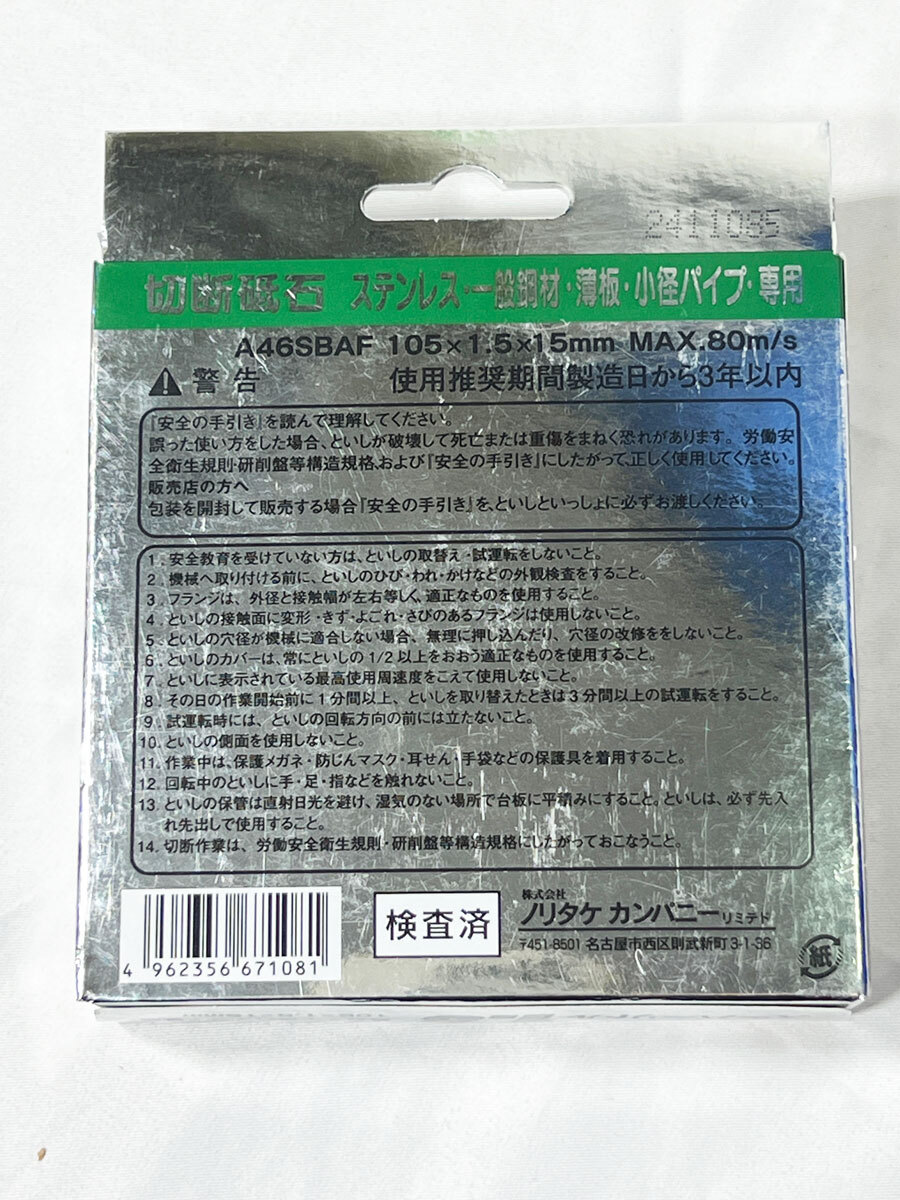 2411085
切断砥石 ステンレス・一般鋼材・薄板・小径パイプ・専用
A46SBAF 105×1.5×15mm MAX.80m/s
警告 使用推奨期間製造日から3年以内
『安全の手引き』を読んで理解してください。
誤った使い方をした場合、といしが破壊して死亡または重傷をまねく恐れがあります。労働安
全衛生規則・研削盤等構造規格、および『安全の手引き』にしたがって、正しく使用してください。
販売店の方へ
包装を開封して販売する場合『安全の手引き』を、といしといっしょに必ずお渡しください。
1. 安全教育を受けていない方は、といしの取替え・試運転をしないこと。
2. 機械へ取り付ける前に、といしのひび・われ・かけなどの外観検査をすること。
3. フランジは、外径と接触幅が左右等しく、適正なものを使用すること。
4. といしの接触面に変形・きず・よごれ・さびのあるフランジは使用しないこと。
5. といしの穴径が機械に適合しない場合、無理に押し込んだり、穴径の改修ををしないこと。
6. といしのカバーは、常にといしの1/2以上をおおう適正なものを使用すること。
7. といしに表示されている最高使用周速度をこえて使用しないこと。
8. その日の作業開始前に1分間以上、といしを取り替えたときは3分間以上の試運転をすること。
9. 試運転時には、といしの回転方向の前には立たないこと。
10. といしの側面を使用しないこと。
11. 作業中は、保護メガネ・防じんマスク・耳せん・手袋などの保護具を着用すること。
12. 回転中のといしに手・足・指などを触れないこと。
13. といしの保管は直射日光を避け、湿気のない場所で台板に平積みにすること。といしは、必ず先入
れ先出しで使用すること。
14. 切断作業は、労働安全衛生規則・研削盤等構造規格にしたがっておこなうこと。
4 962356 671081
検査済
株式会社
ノリタケ カンパニーリミテド
〒451-8501 名古屋市西区則武新町3-1-36
紙